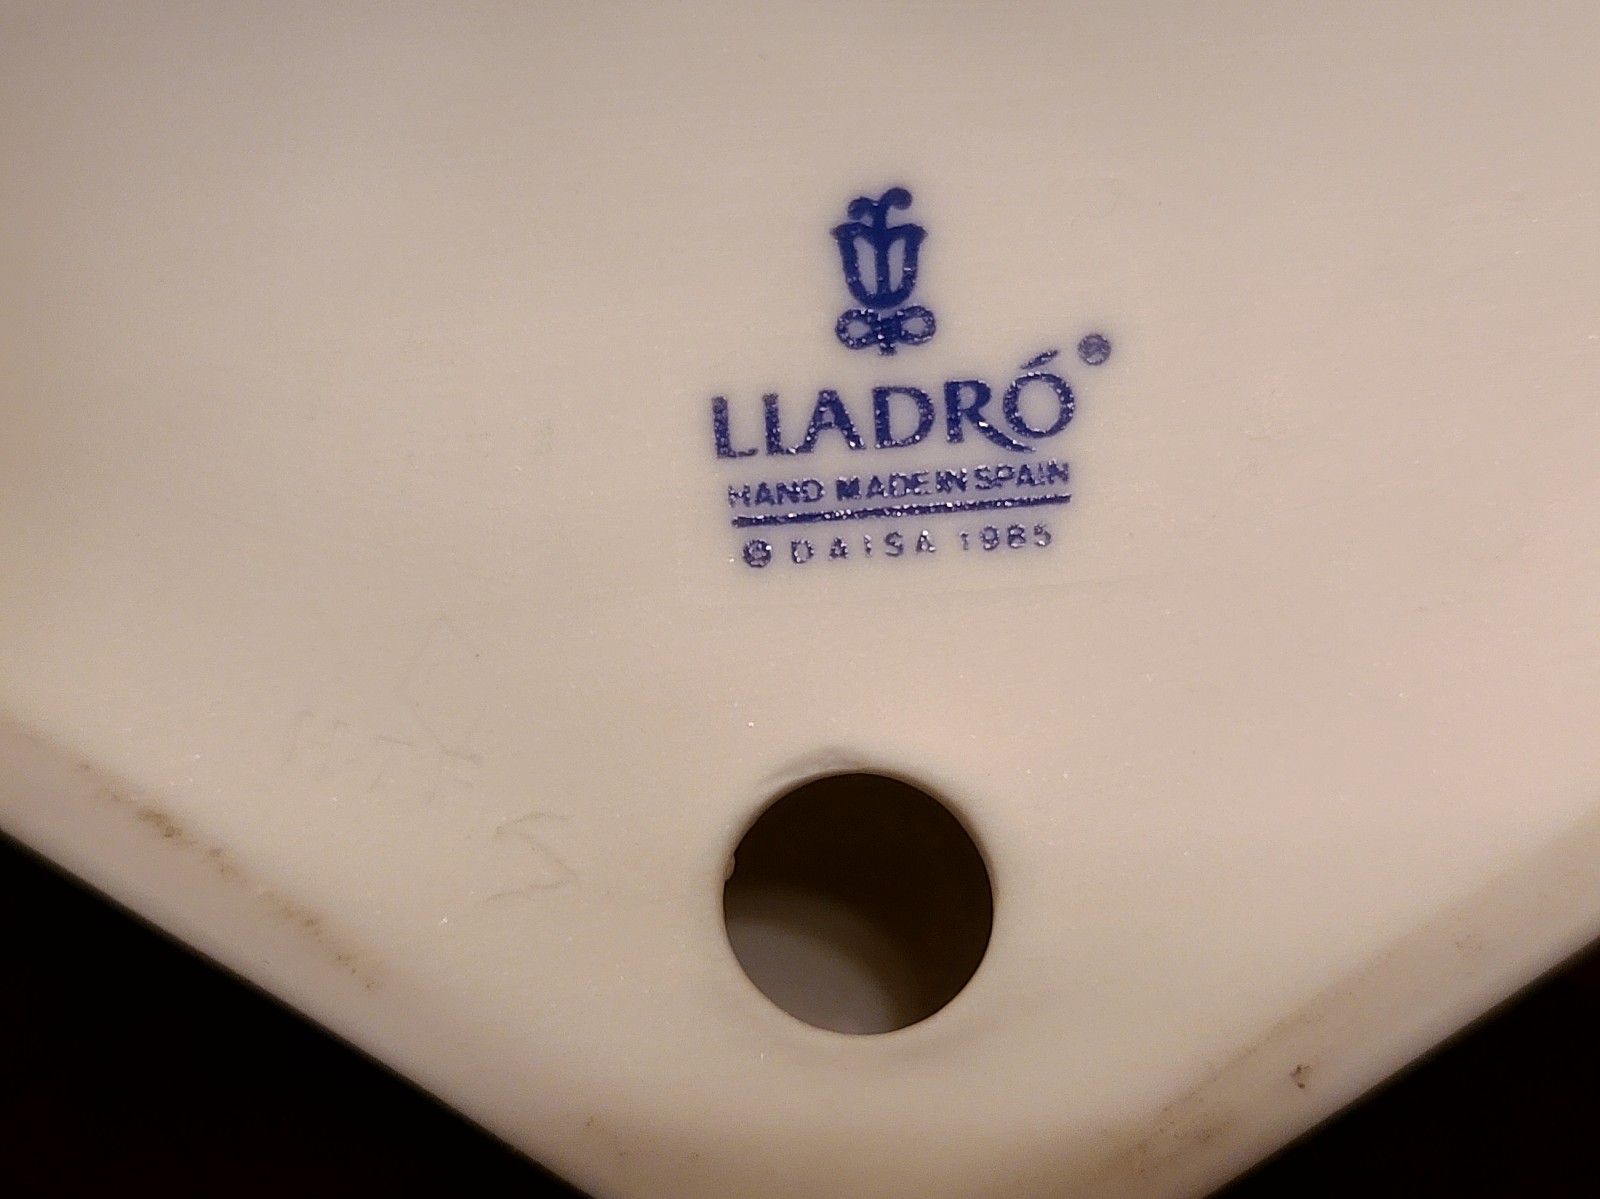 LLADRÓ®
HAND MADE IN SPAIN
© DAISA 1985